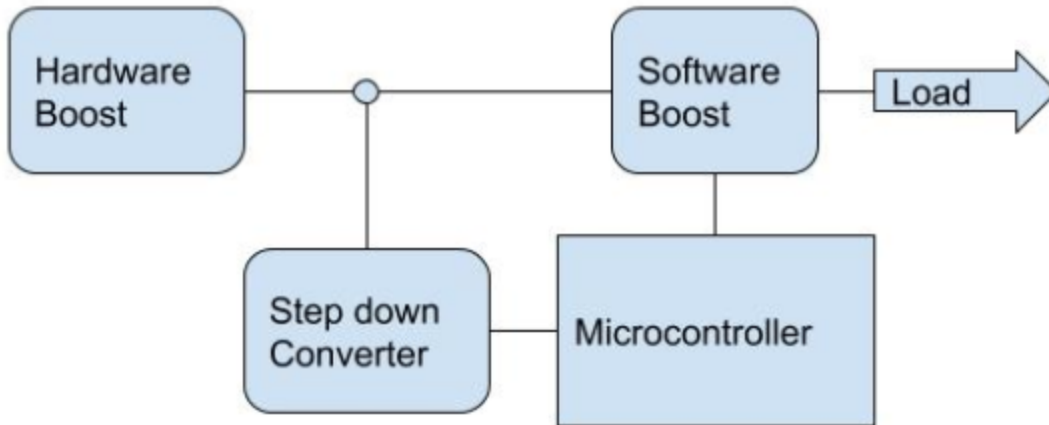 Hardware
Boost
Software
Boost
Load
Step down
Converter
Microcontroller